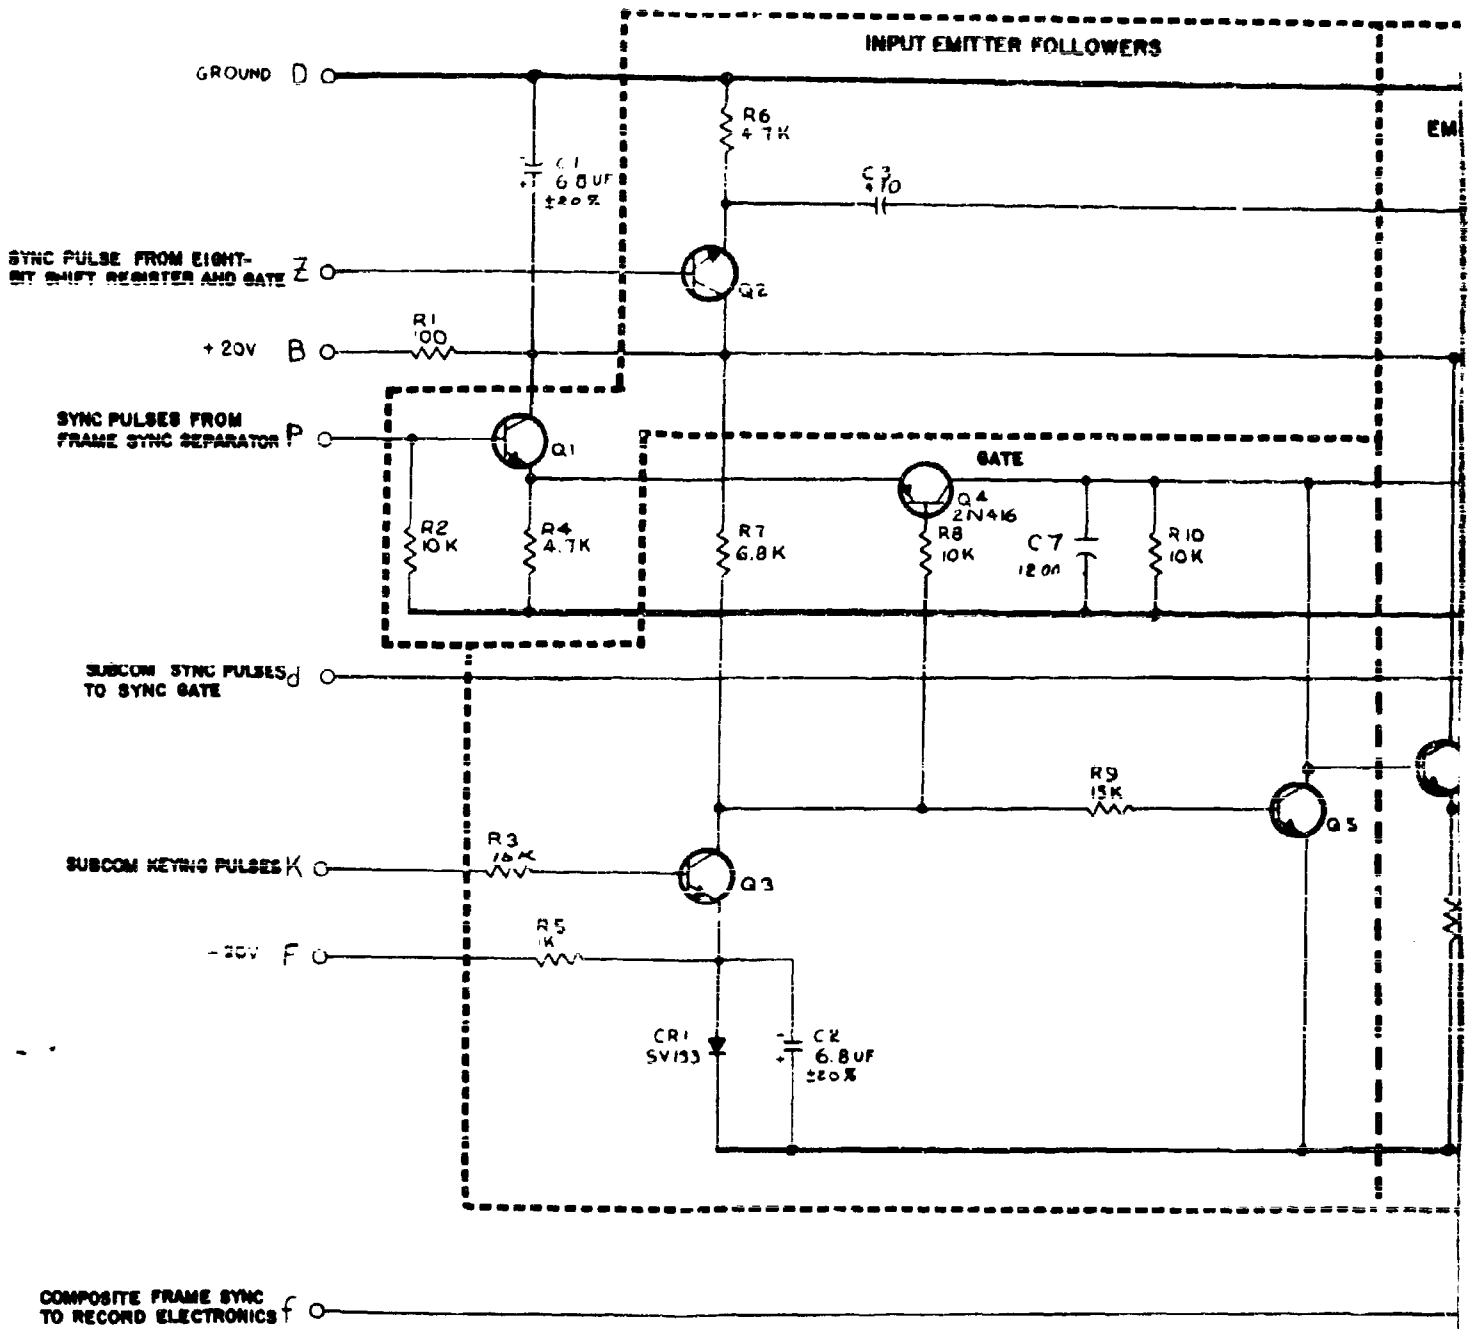 INPUT EMITTER FOLLOWERS
GROUND D
R6
4.7K
EM
C1
6.8UF
±20%
C3
470
SYNC PULSE FROM EIGHT-
BIT SHIFT REGISTER AND GATE Z
Q2
R1
100
+20V B
SYNC PULSES FROM
FRAME SYNC SEPARATOR P
Q1
GATE
Q4
2N416
R2
10K
R4
4.7K
R7
6.8K
R8
10K
C7
1200
R10
10K
SUBCOM SYNC PULSES d
TO SYNC GATE
R9
15K
Q5
R3
SUBCOM KEYING PULSES K
Q3
R5
1K
-20V F
CR1
SV133
C2
6.8UF
±20%
COMPOSITE FRAME SYNC
TO RECORD ELECTRONICS f